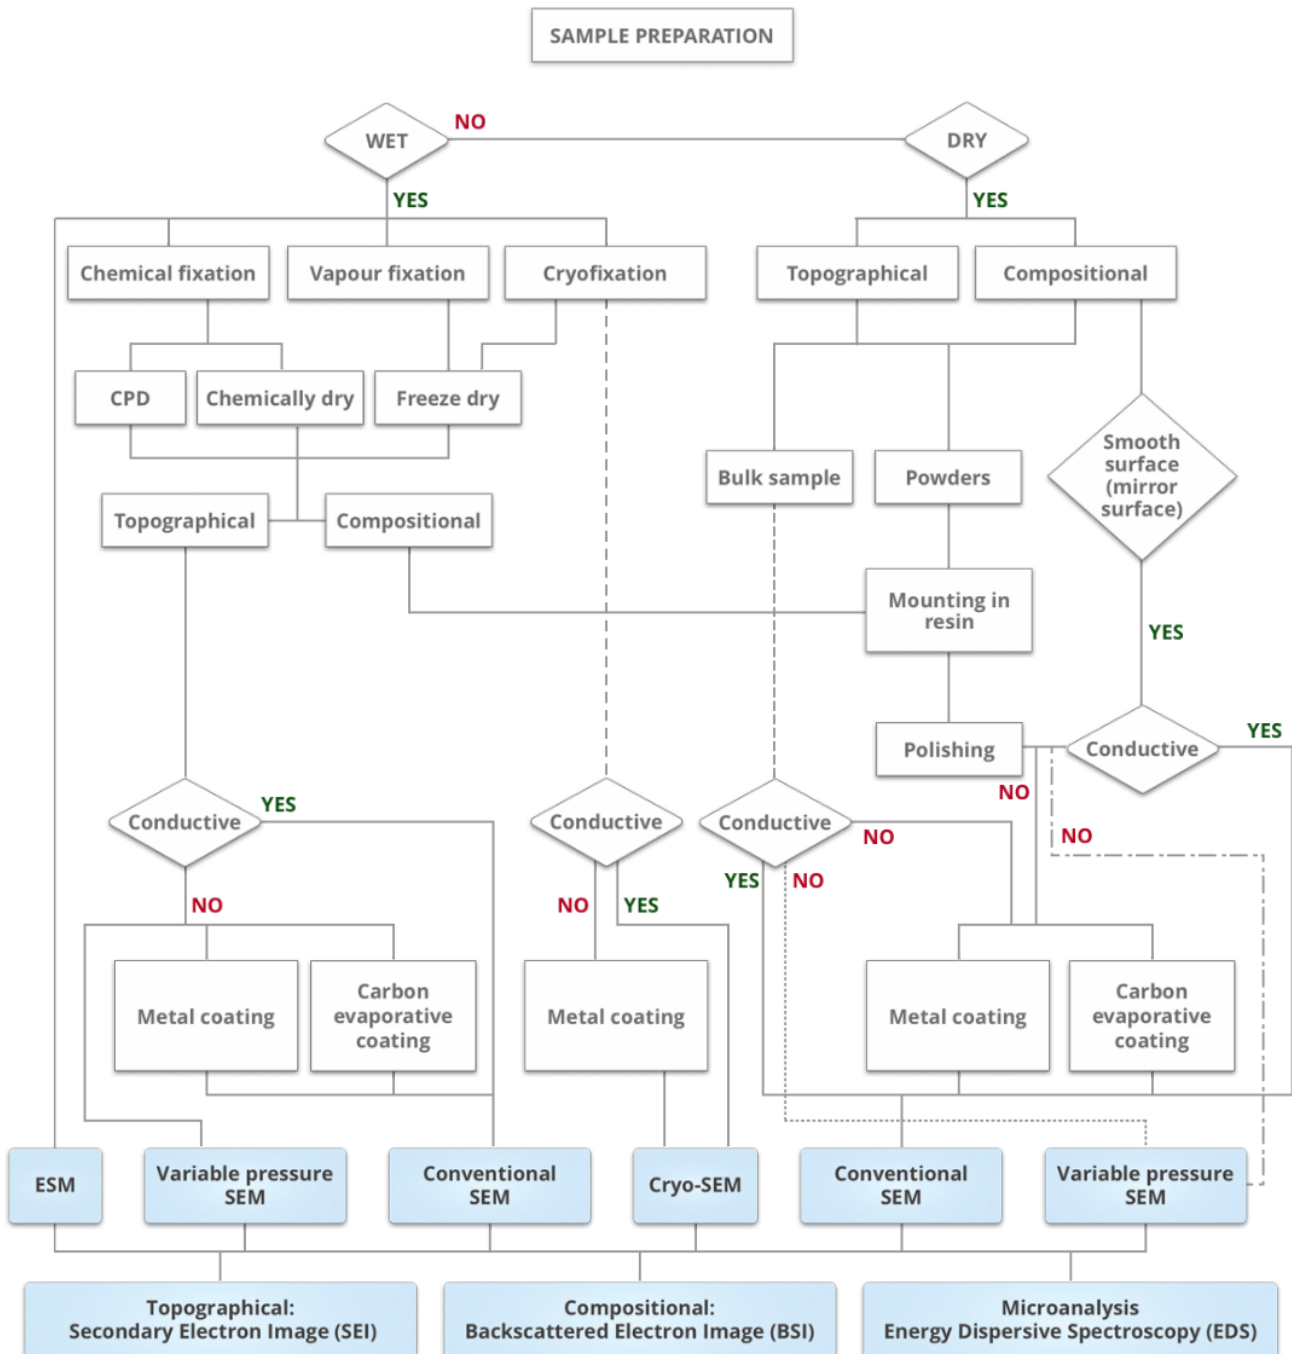 SAMPLE PREPARATION
WET
NO
DRY
YES
YES
Chemical fixation
Vapour fixation
Cryofixation
Topographical
Compositional
CPD
Chemically dry
Freeze dry
Smooth
surface
(mirror
surface)
Bulk sample
Powders
Topographical
Compositional
Mounting in
resin
YES
Polishing
Conductive
YES
NO
Conductive
YES
Conductive
Conductive
NO
NO
NO
NO
YES
YES
NO
Metal coating
Carbon
evaporative
coating
Metal coating
Metal coating
Carbon
evaporative
coating
ESM
Variable pressure
SEM
Conventional
SEM
Cryo-SEM
Conventional
SEM
Variable pressure
SEM
Topographical:
Secondary Electron Image (SEI)
Compositional:
Backscattered Electron Image (BSI)
Microanalysis
Energy Dispersive Spectroscopy (EDS)